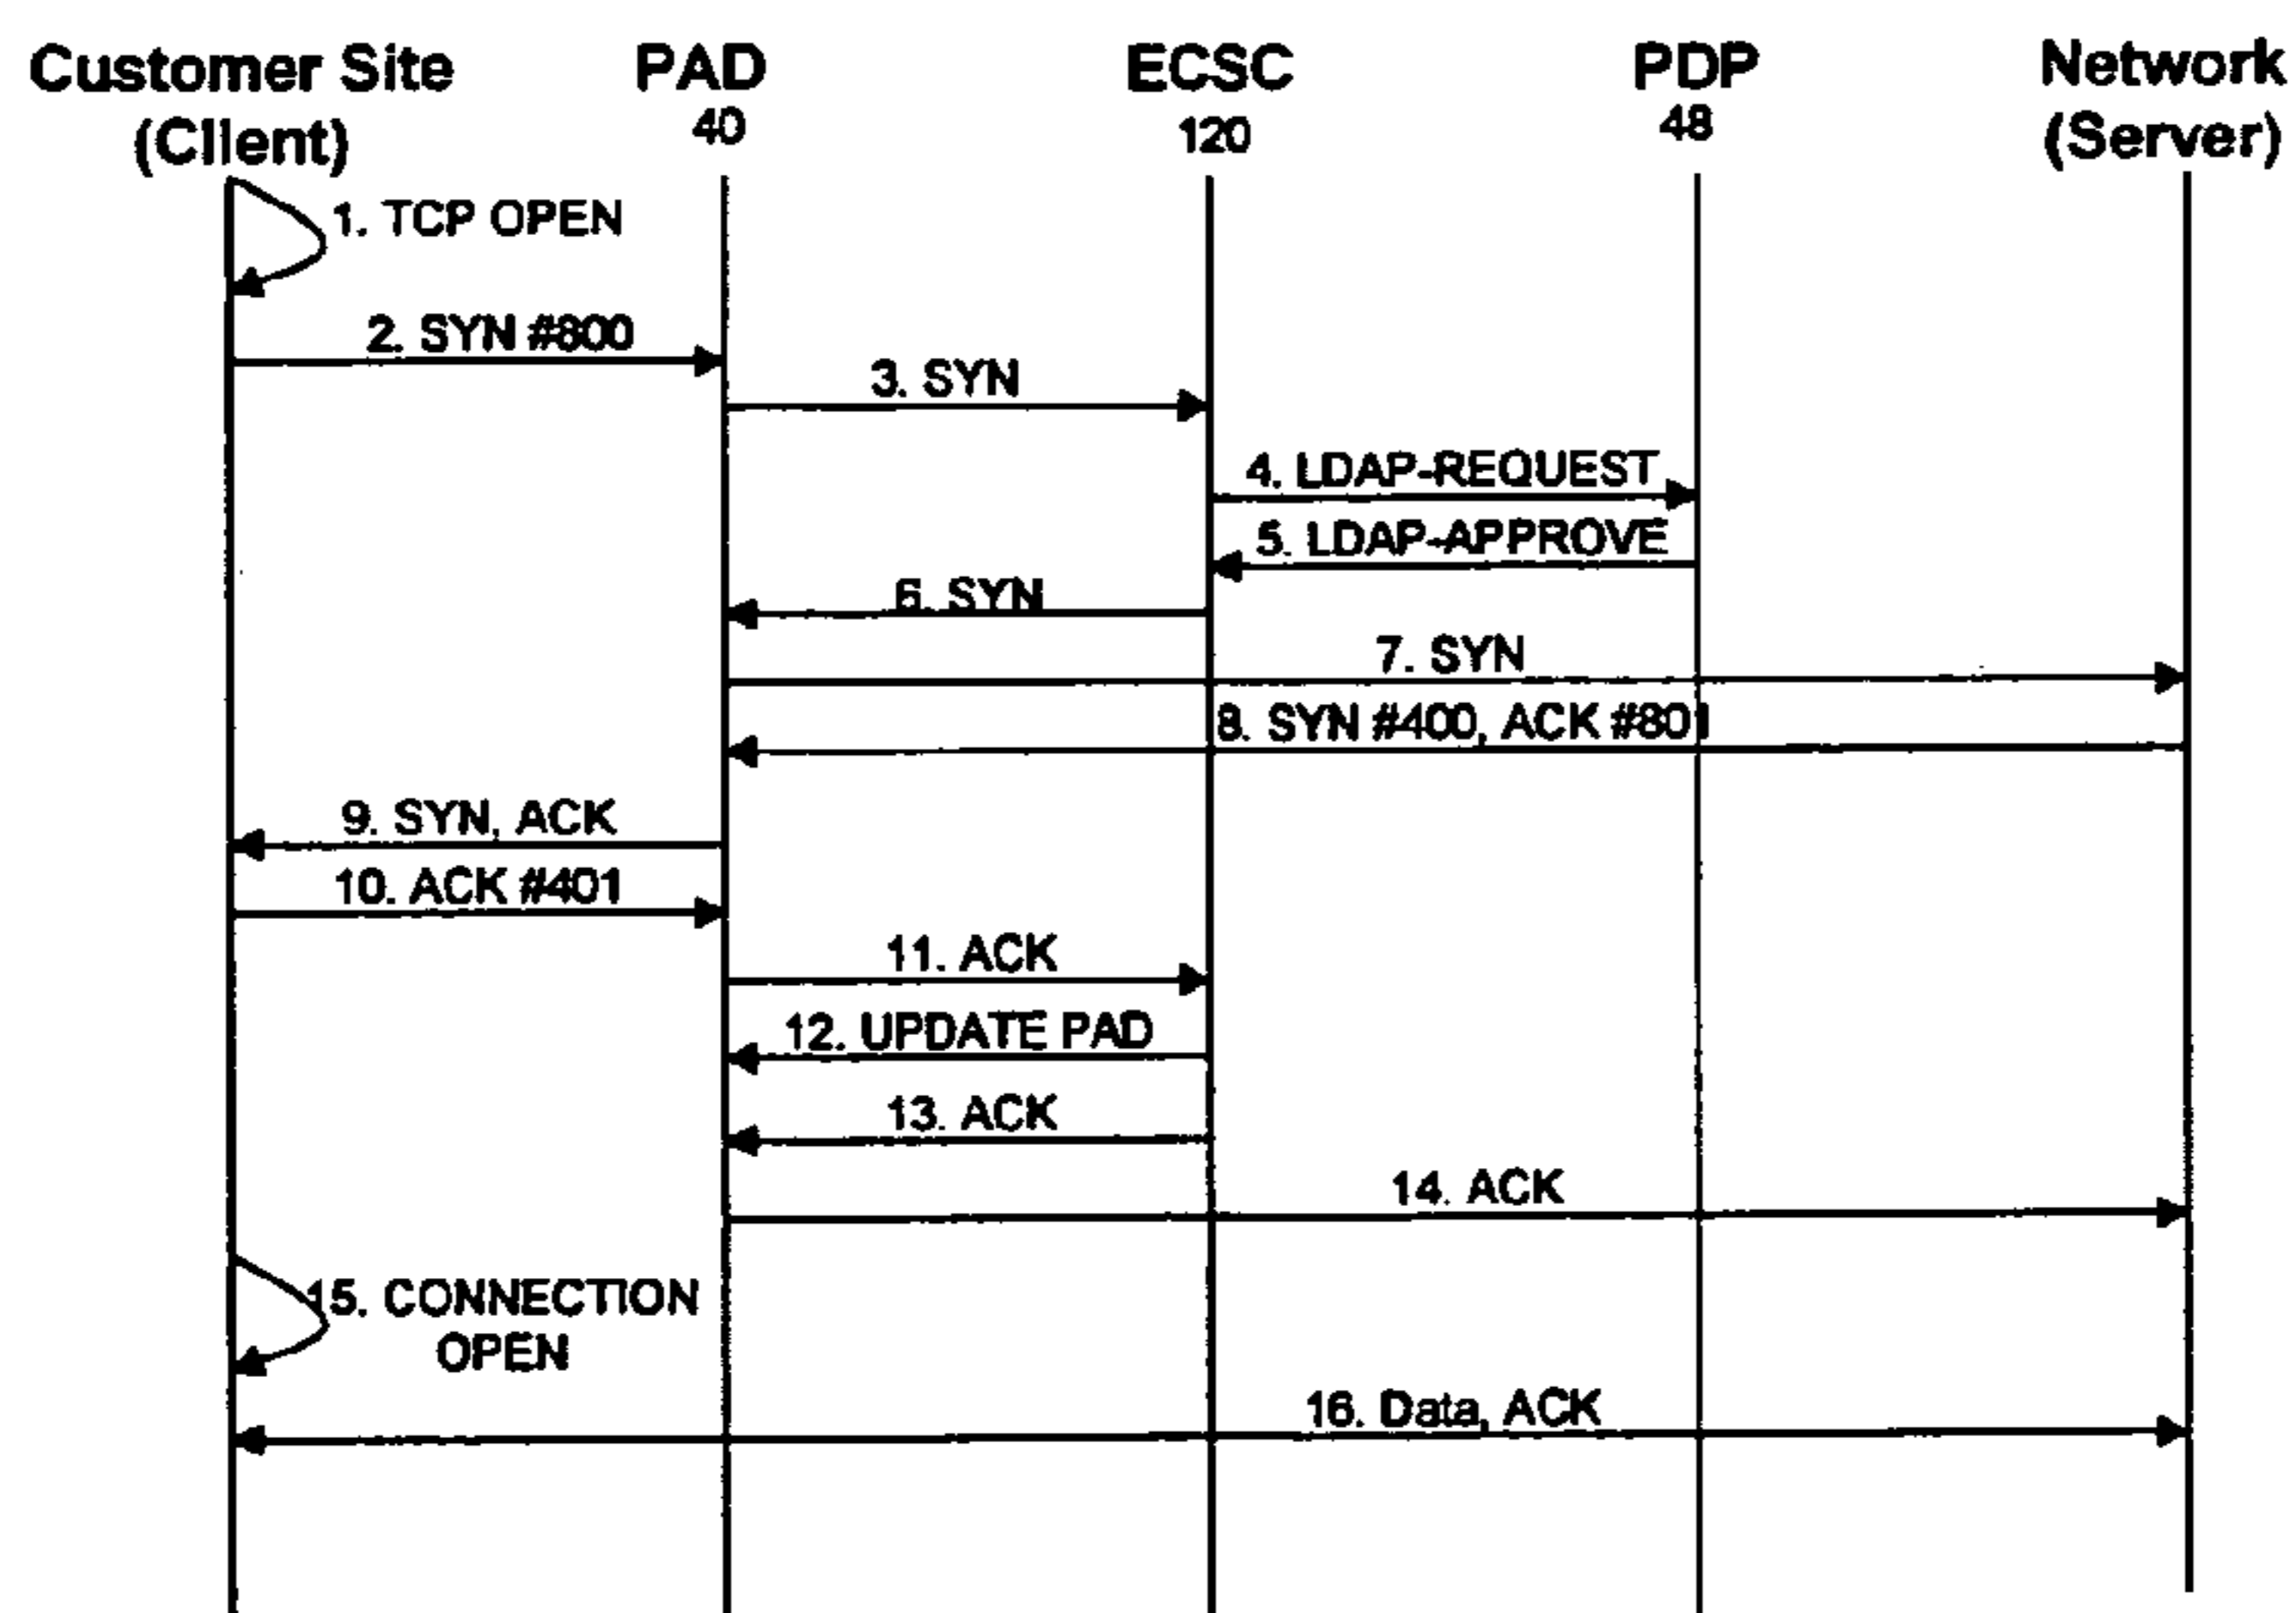 Customer Site
(Client)
PAD
40
ECSC
120
PDP
48
Network
(Server)
1. TCP OPEN
2. SYN #800
3. SYN
4. LDAP-REQUEST
5. LDAP-APPROVE
6. SYN
7. SYN
8. SYN #400, ACK #801
9. SYN, ACK
10. ACK #401
11. ACK
12. UPDATE PAD
13. ACK
14. ACK
15. CONNECTION
OPEN
16. Data, ACK